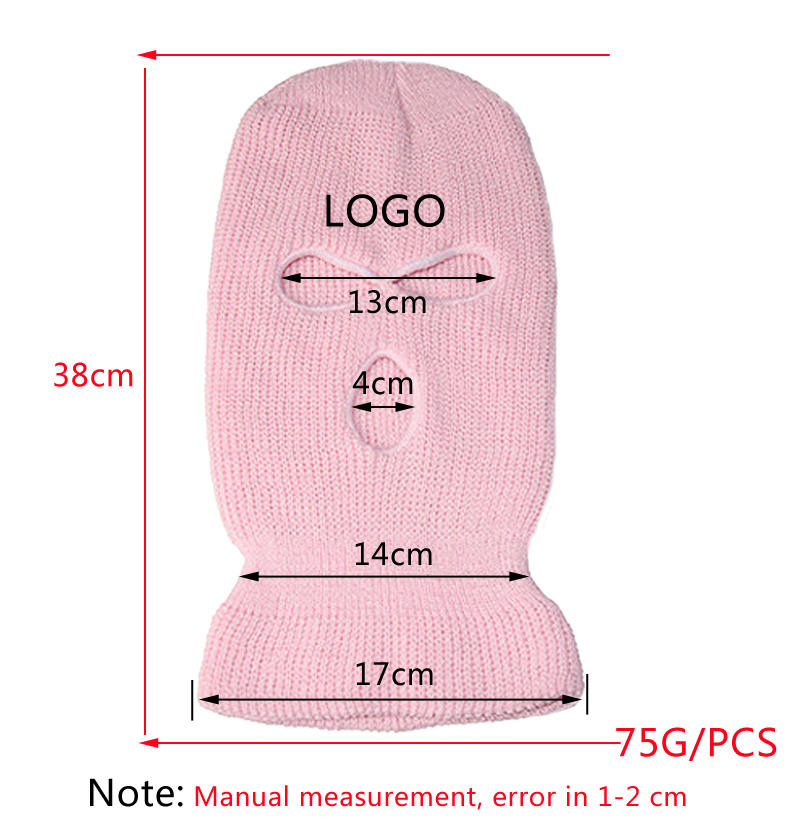 LOGO
13cm
38cm
4cm
14cm
17cm
75G/PCS
Note: Manual measurement, error in 1-2 cm